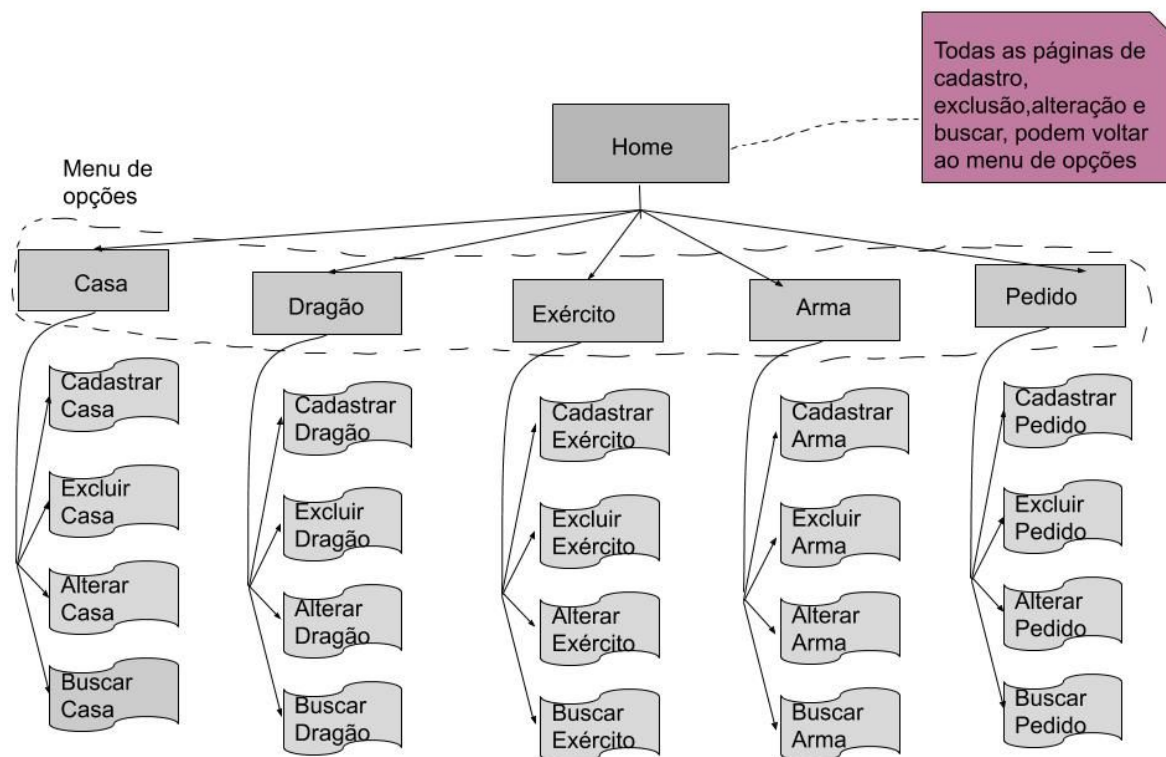 Todas as páginas de
cadastro,
exclusão,alteração e
buscar, podem voltar
ao menu de opções
Home
Menu de
opções
Casa
Dragão
Exército
Arma
Pedido
Cadastrar
Casa
Excluir
Casa
Alterar
Casa
Buscar
Casa
Cadastrar
Dragão
Excluir
Dragão
Alterar
Dragão
Buscar
Dragão
Cadastrar
Exército
Excluir
Exército
Alterar
Exército
Buscar
Exército
Cadastrar
Arma
Excluir
Arma
Alterar
Arma
Buscar
Arma
Cadastrar
Pedido
Excluir
Pedido
Alterar
Pedido
Buscar
Pedido